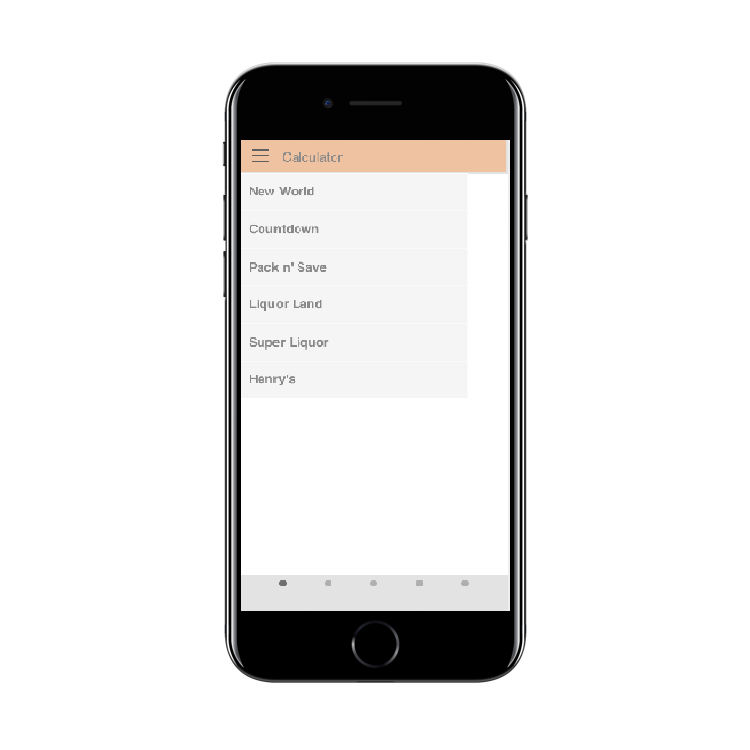 Calculator
New World
Countdown
Pack n' Save
Liquor Land
Super Liquor
Henry's